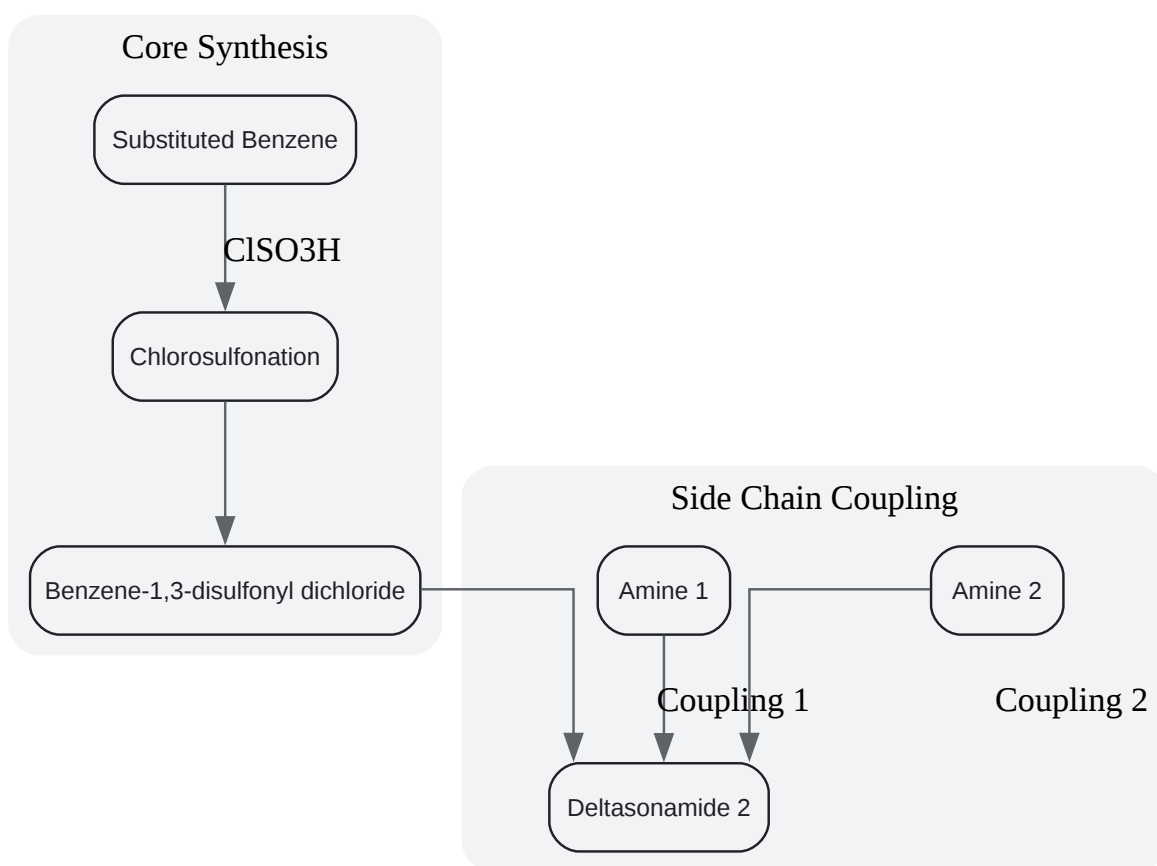 Core Synthesis
Substituted Benzene
ClSO3H
Chlorosulfonation
Benzene-1,3-disulfonyl dichloride
Side Chain Coupling
Amine 1
Amine 2
Coupling 1
Coupling 2
Deltasonamide 2